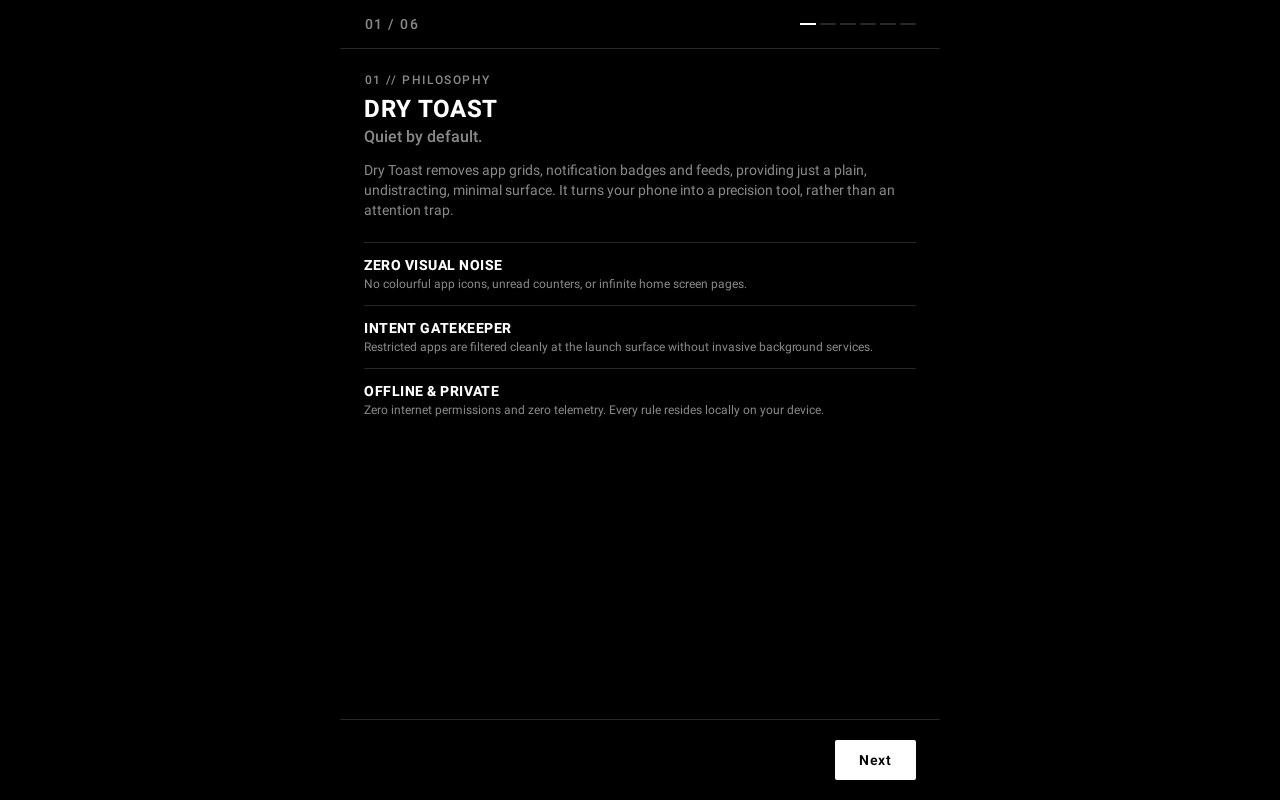 01 / 06
01 // PHILOSOPHY
DRY TOAST
Quiet by default.
Dry Toast removes app grids, notification badges and feeds, providing just a plain,
undistracting, minimal surface. It turns your phone into a precision tool, rather than an
attention trap.
ZERO VISUAL NOISE
No colourful app icons, unread counters, or infinite home screen pages.
INTENT GATEKEEPER
Restricted apps are filtered cleanly at the launch surface without invasive background services.
OFFLINE & PRIVATE
Zero internet permissions and zero telemetry. Every rule resides locally on your device.
Next